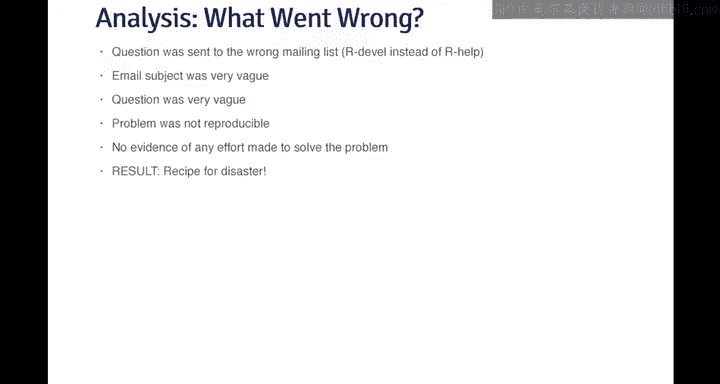 Analysis: What Went Wrong?
· Question was sent to the wrong mailing list (R-devel instead of R-help)
· Email subject was very vague
· Question was very vague
· Problem was not reproducible
· No evidence of any effort made to solve the problem
· RESULT: Recipe for disaster!